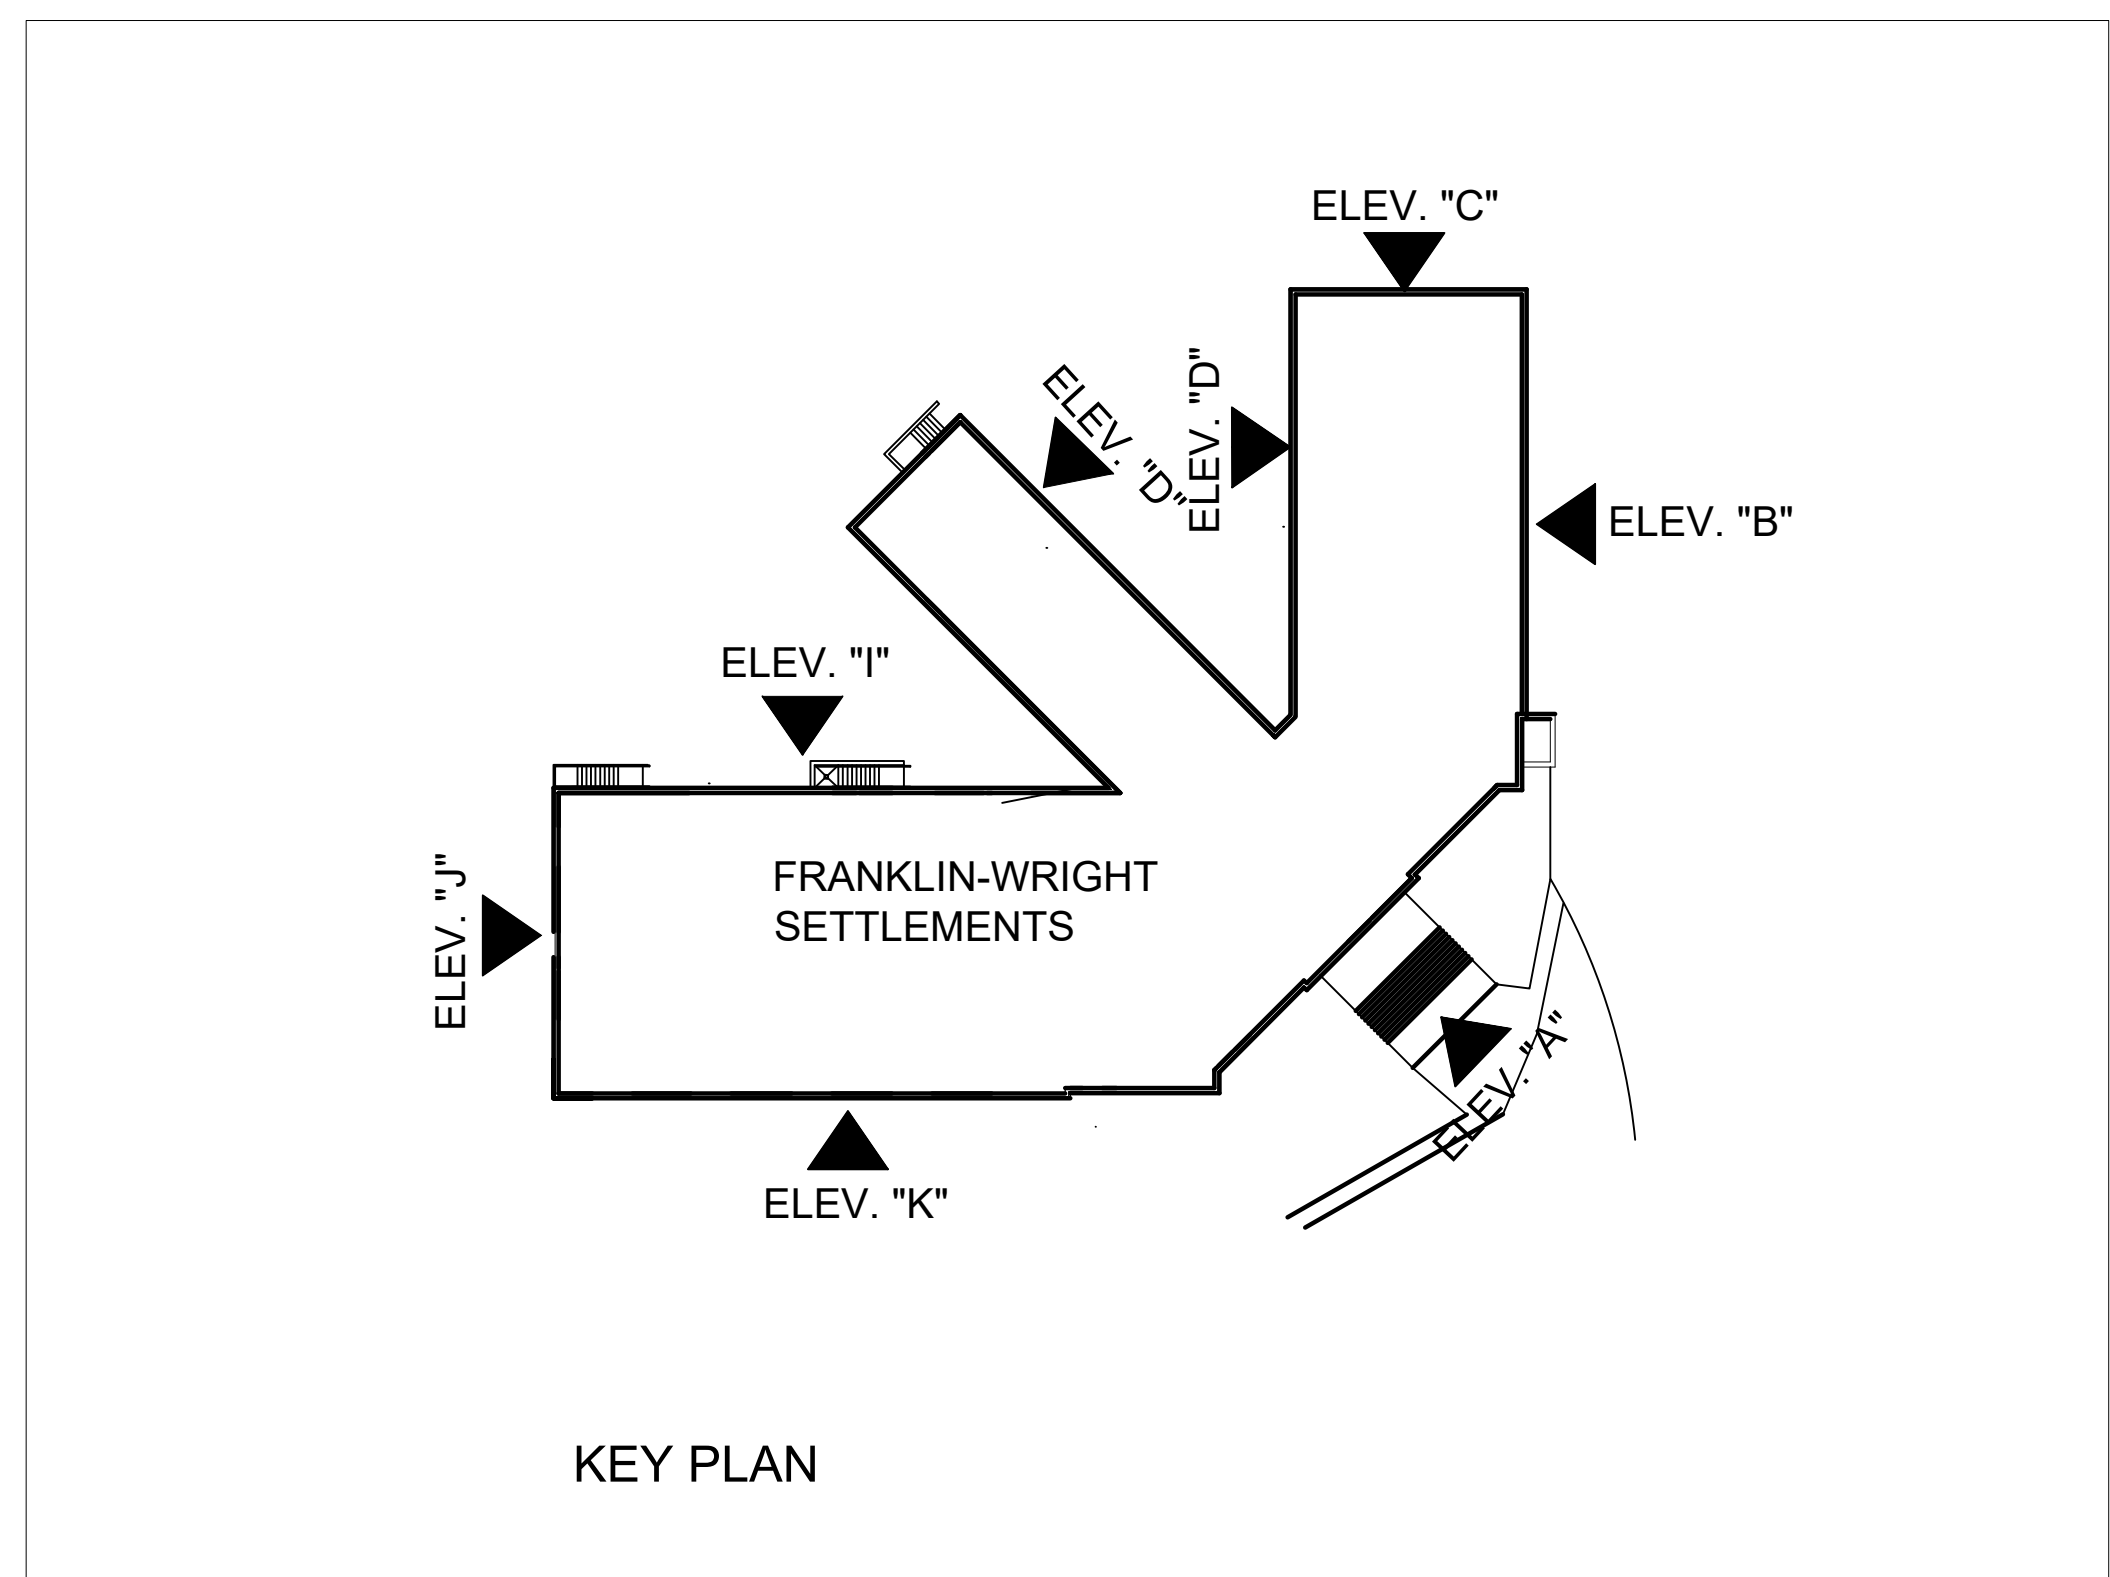 ELEV. "C"
ELEV. "D"
ELEV. "D"
ELEV. "B"
ELEV. "I"
FRANKLIN-WRIGHT
SETTLEMENTS
ELEV. "J"
ELEV. "A"
ELEV. "K"
KEY PLAN